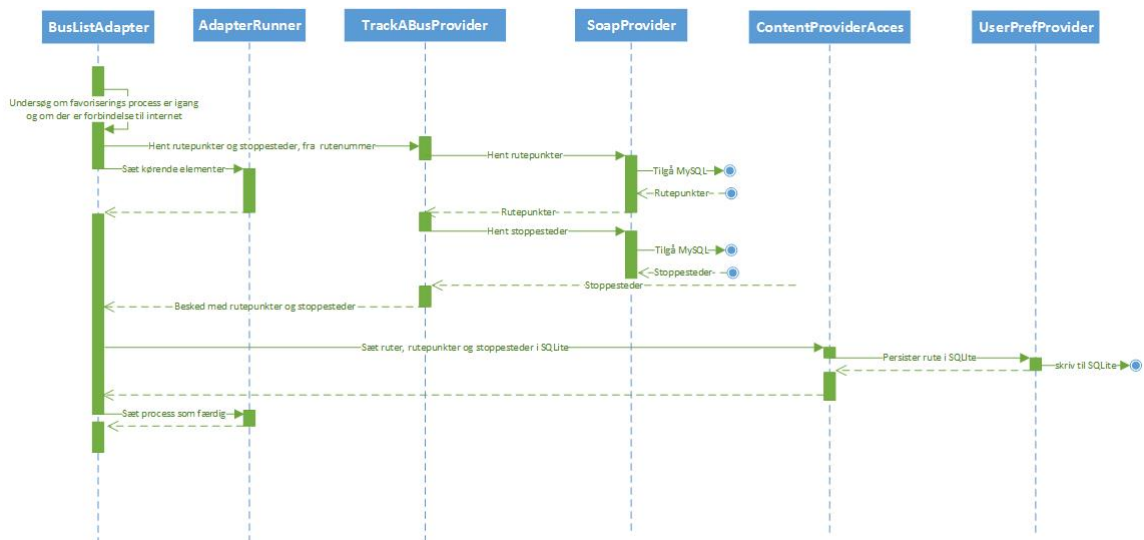 BusListAdapter
AdapterRunner
TrackABusProvider
SoapProvider
ContentProviderAcces
UserPrefProvider
Undersøg om favoriserings process er igang
og om der er forbindelse til internet
Hent rutepunkter og stoppesteder, fra rutenummer
Hent rutepunkter
Sæt kørende elementer
Tilgå MySQL
Rutepunkter
Rutepunkter
Hent stoppesteder
Tilgå MySQL
Stoppesteder
Stoppesteder
Besked med rutepunkter og stoppesteder
Sæt ruter, rutepunkter og stoppesteder i SQLite
Persister rute i SQLIte
skriv til SQLite
Sæt process som færdig